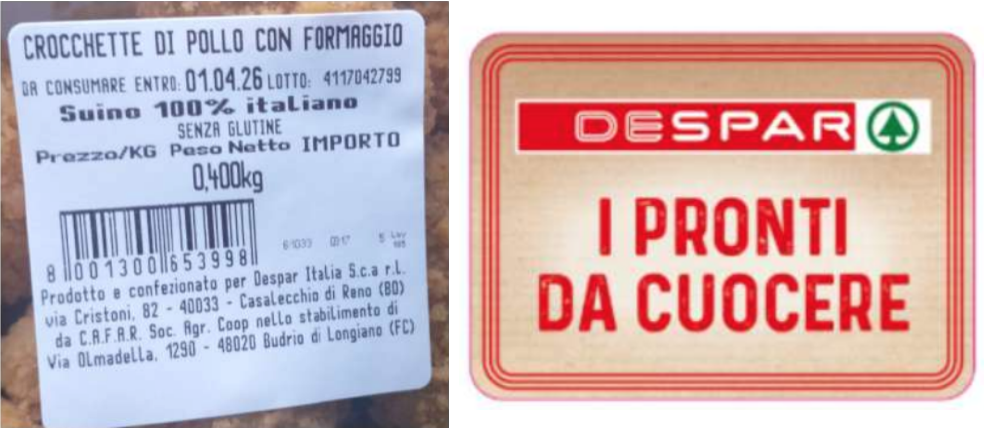 CROCCHETTE DI POLLO CON FORMAGGIO
DA CONSUMARE ENTRO: 01.04.26 LOTTO: 4117042799
Suino 100% italiano
SENZA GLUTINE
Prezzo/KG Peso Netto IMPORTO
0,400kg
8 001300 653998
Prodotto e confezionato per Despar Italia S.c.a r.l.
via Cristoni, 82 - 40033 - Casalecchio di Reno (BO)
da C.A.F.A.R. Soc. Agr. Coop nello stabilimento di
Via OLmadella, 1290 - 48020 Budrio di Longiano (FC)
DESPAR
I PRONTI
DA CUOCERE